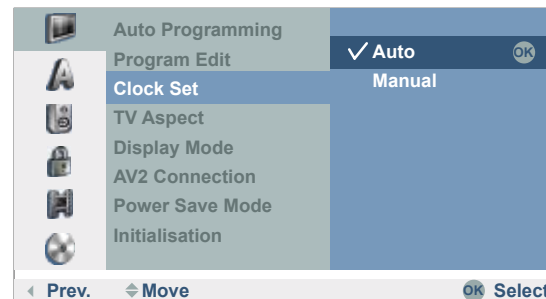 Auto Programming
Program Edit
Clock Set
TV Aspect
Display Mode
AV2 Connection
Power Save Mode
Initialisation
Auto OK
Manual
Prev. Move OK Select